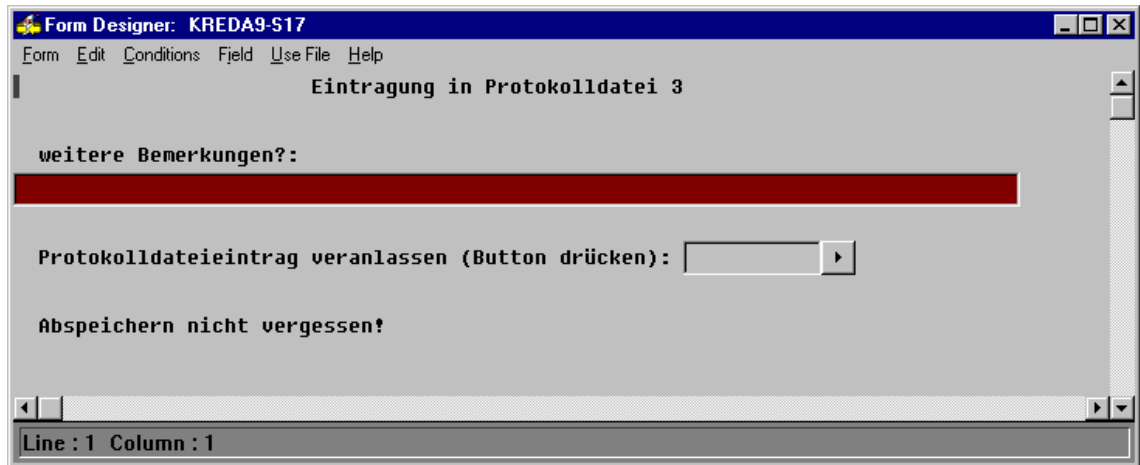 Form Designer: KREDA9-S17
Form Edit Conditions Field Use File Help
Eintragung in Protokolldatei 3
weitere Bemerkungen?:
Protokolldateieintrag veranlassen (Button drücken):
Abspeichern nicht vergessen!
Line : 1 Column : 1